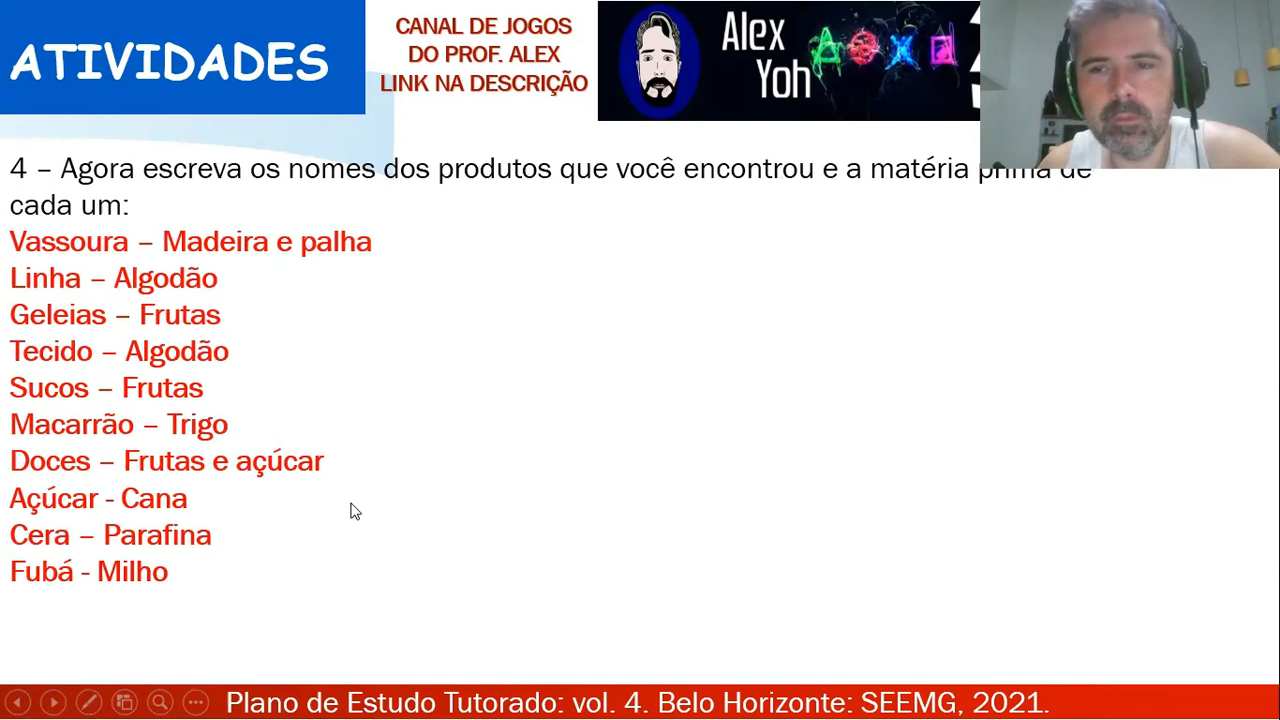 ATIVIDADES
CANAL DE JOGOS
DO PROF. ALEX
LINK NA DESCRIÇÃO
Alex
Yoh
4 – Agora escreva os nomes dos produtos que você encontrou e a matéria prima de
cada um:
Vassoura – Madeira e palha
Linha – Algodão
Geleias – Frutas
Tecido – Algodão
Sucos – Frutas
Macarrão – Trigo
Doces – Frutas e açúcar
Açúcar - Cana
Cera – Parafina
Fubá - Milho
Plano de Estudo Tutorado: vol. 4. Belo Horizonte: SEEMG, 2021.